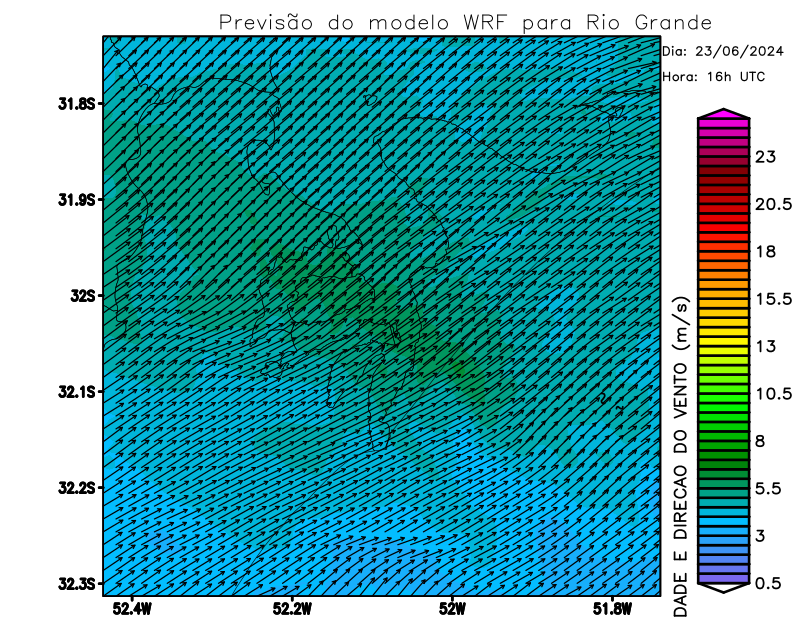 Previsão do modelo WRF para Rio Grande
Dia: 23/06/2024
Hora: 16h UTC
31.8S
31.9S
32S
32.1S
32.2S
32.3S
52.4W
52.2W
52W
51.8W
23
20.5
18
15.5
13
10.5
8
5.5
3
0.5
DADE E DIRECAO DO VENTO (m/s)